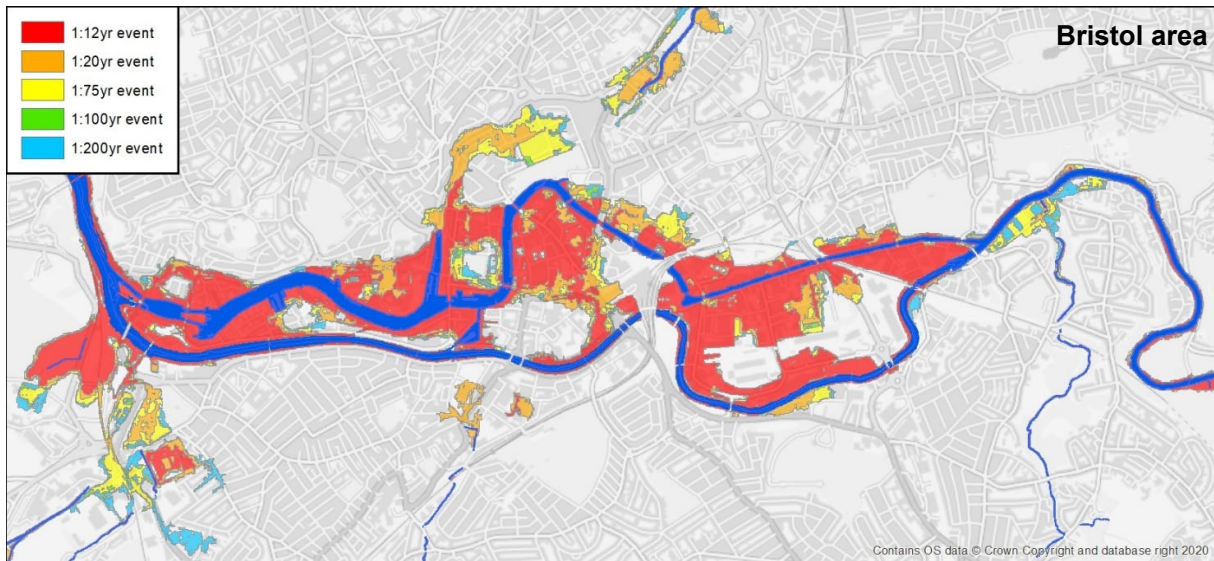 Bristol area
1:12yr event
1:20yr event
1:75yr event
1:100yr event
1:200yr event
Contains OS data © Crown Copyright and database right 2020